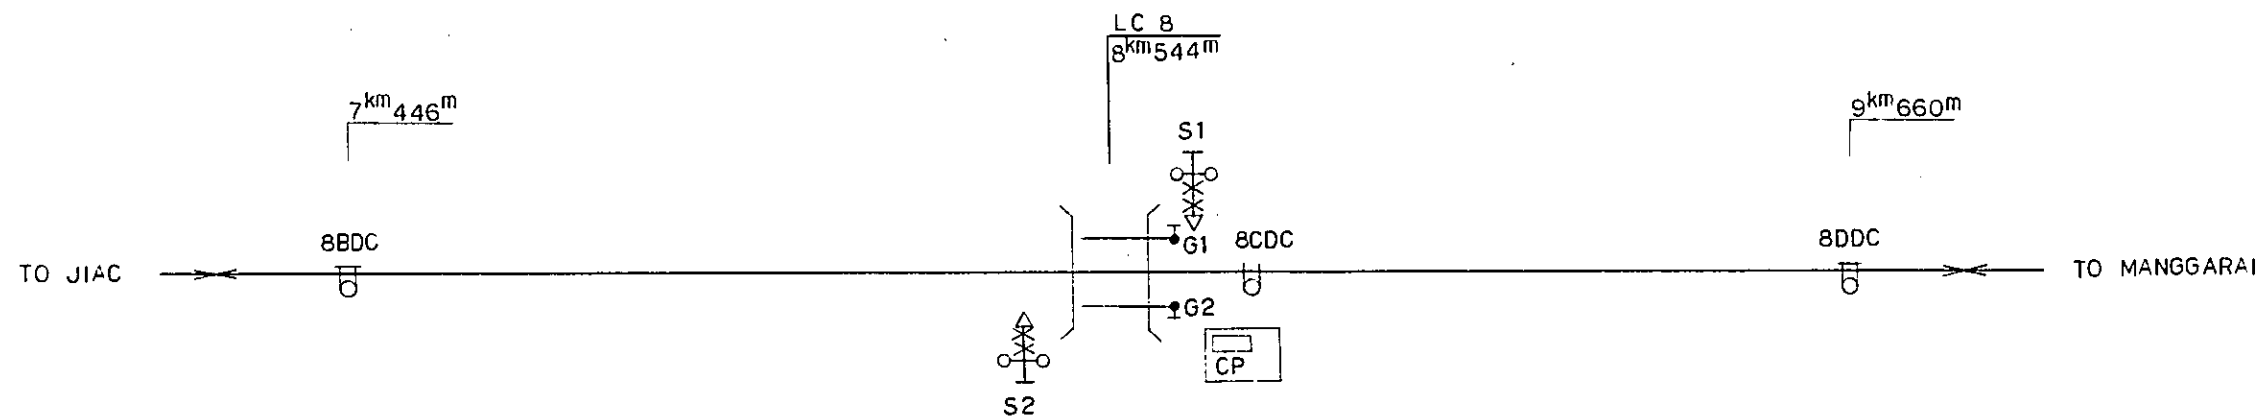 LC 8
8km544m
7km446m
9km660m
S1
8BDC
G1
8CDC
8DDC
TO JIAC
TO MANGGARAI
G2
CP
S2